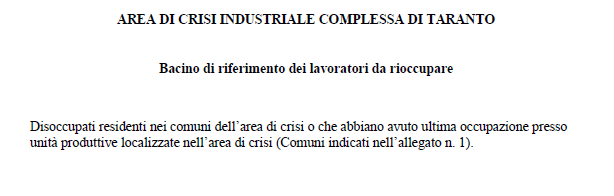 AREA DI CRISI INDUSTRIALE COMPLESSA DI TARANTO
Bacino di riferimento dei lavoratori da rioccupare
Disoccupati residenti nei comuni dell’area di crisi o che abbiano avuto ultima occupazione presso
unità produttive localizzate nell’area di crisi (Comuni indicati nell’allegato n. 1).